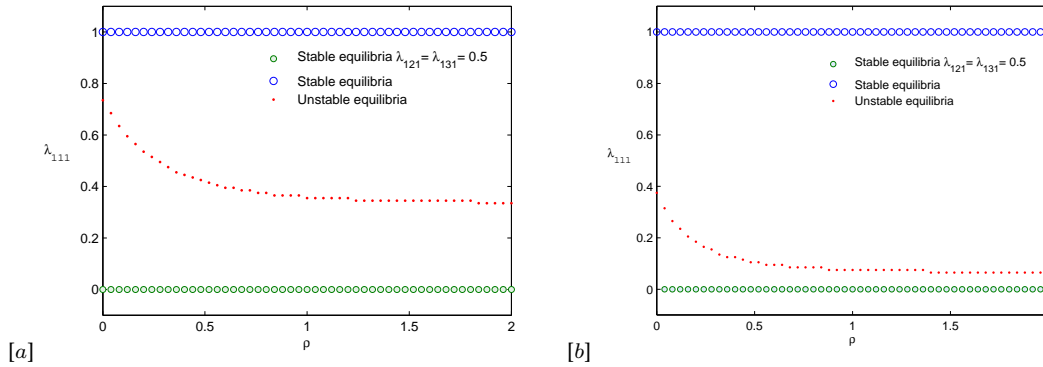 1
Stable equilibria λ121= λ131= 0.5
0.8
Stable equilibria
Unstable equilibria
0.6
λ111
0.4
0.2
0
0 0.5 1 1.5 2
ρ
[a]
1
Stable equilibria λ121= λ131= 0.5
0.8
Stable equilibria
Unstable equilibria
0.6
λ111
0.4
0.2
0
0 0.5 1 1.5
ρ
[b]